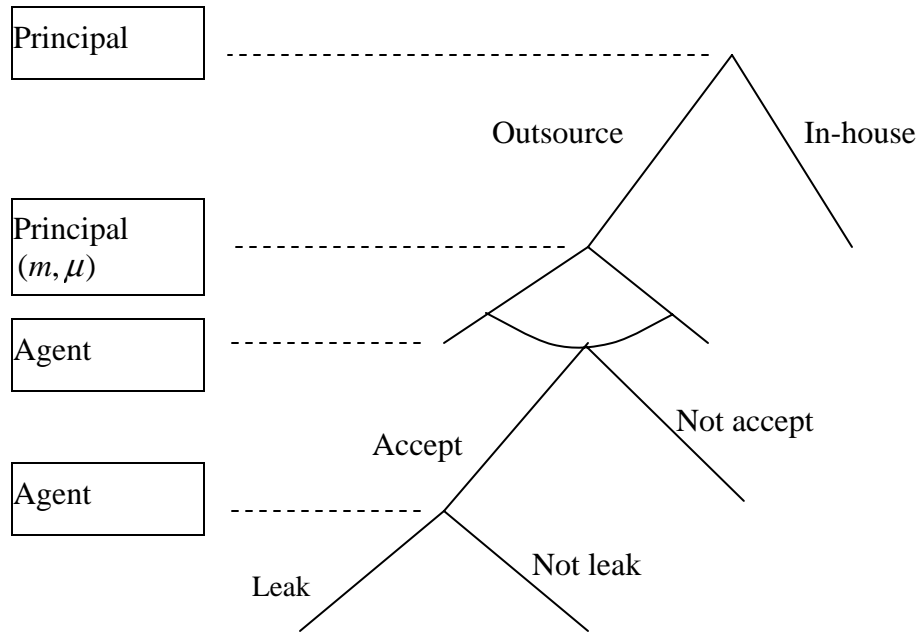 Principal
Outsource
In-house
Principal
(m, μ)
Agent
Not accept
Accept
Agent
Not leak
Leak